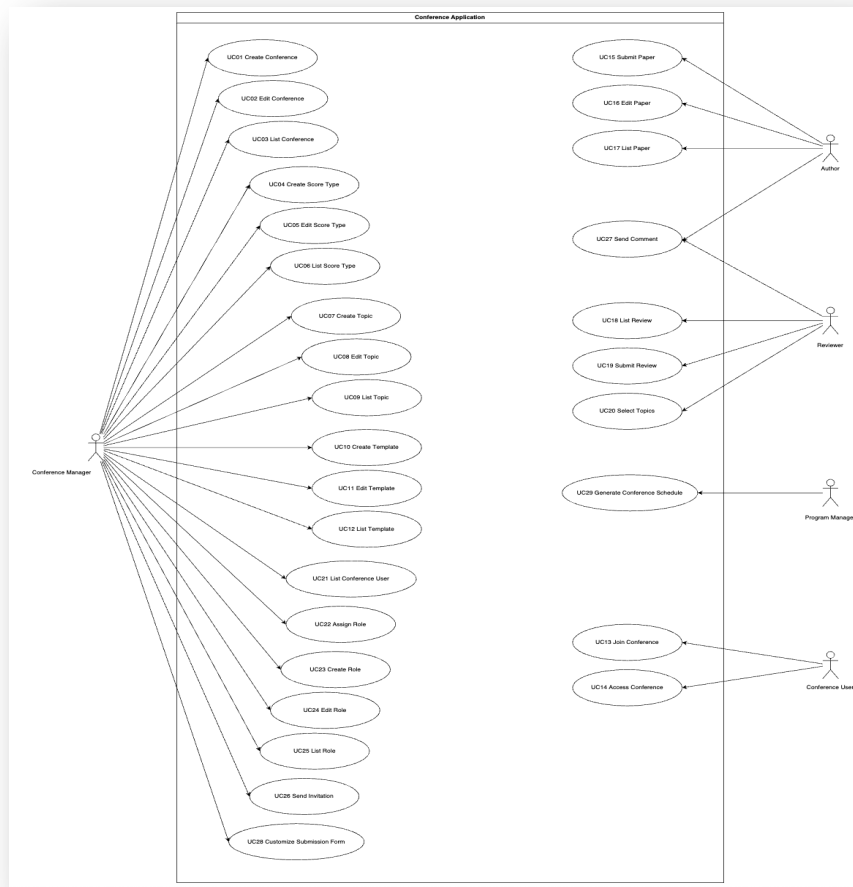 Conference Application
UC01 Create Conference
UC02 Edit Conference
UC03 List Conference
UC04 Create Score Type
UC05 Edit Score Type
UC06 List Score Type
UC07 Create Topic
UC08 Edit Topic
UC09 List Topic
UC10 Create Template
UC11 Edit Template
UC12 List Template
UC21 List Conference User
UC22 Assign Role
UC23 Create Role
UC24 Edit Role
UC25 List Role
UC26 Send Invitation
UC28 Customize Submission Form
Conference Manager
UC15 Submit Paper
UC16 Edit Paper
UC17 List Paper
UC27 Send Comment
UC18 List Review
UC19 Submit Review
UC20 Select Topics
UC29 Generate Conference Schedule
UC13 Join Conference
UC14 Access Conference
Author
Reviewer
Program Manage
Conference User